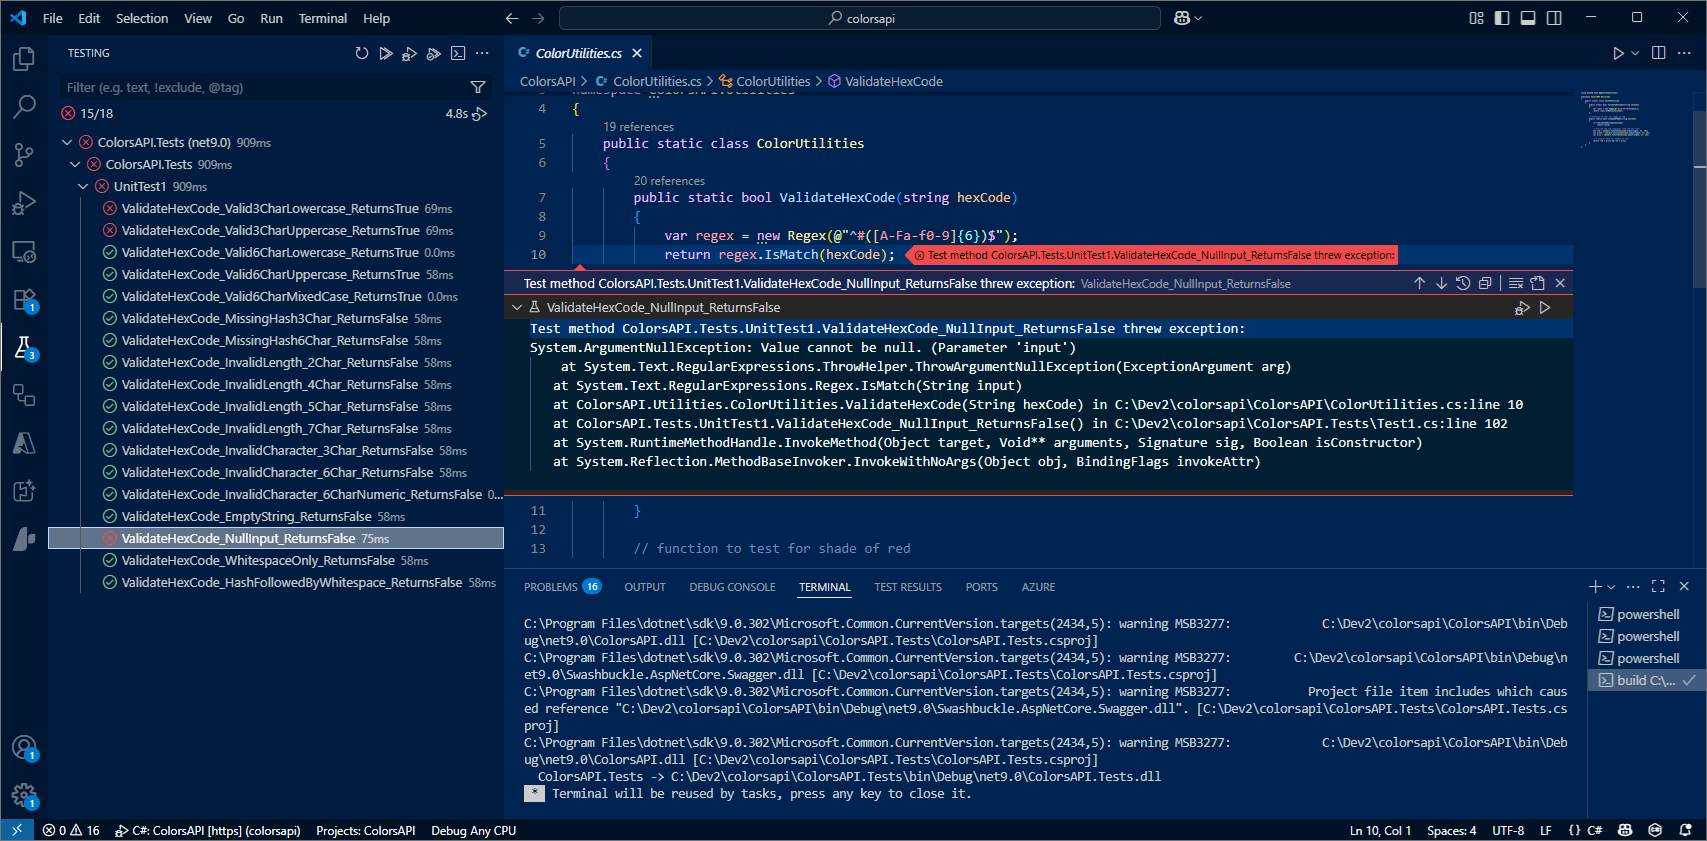 File Edit Selection View Go Run Terminal Help
colorsapi
TESTING
Filter (e.g. text, !exclude, @tag)
15/18
4.8s
ColorsAPI.Tests (net9.0) 909ms
ColorsAPI.Tests 909ms
UnitTest1 909ms
ValidateHexCode_Valid3CharLowercase_ReturnsTrue 69ms
ValidateHexCode_Valid3CharUppercase_ReturnsTrue 69ms
ValidateHexCode_Valid6CharLowercase_ReturnsTrue 0.0ms
ValidateHexCode_Valid6CharUppercase_ReturnsTrue 58ms
ValidateHexCode_Valid6CharMixedCase_ReturnsTrue 0.0ms
ValidateHexCode_MissingHash3Char_ReturnsFalse 58ms
ValidateHexCode_MissingHash6Char_ReturnsFalse 58ms
ValidateHexCode_InvalidLength_2Char_ReturnsFalse 58ms
ValidateHexCode_InvalidLength_4Char_ReturnsFalse 58ms
ValidateHexCode_InvalidLength_5Char_ReturnsFalse 58ms
ValidateHexCode_InvalidLength_7Char_ReturnsFalse 58ms
ValidateHexCode_InvalidCharacter_3Char_ReturnsFalse 58ms
ValidateHexCode_InvalidCharacter_6Char_ReturnsFalse 58ms
ValidateHexCode_InvalidCharacter_6CharNumeric_ReturnsFalse 0...
ValidateHexCode_EmptyString_ReturnsFalse 58ms
ValidateHexCode_NullInput_ReturnsFalse 75ms
ValidateHexCode_WhitespaceOnly_ReturnsFalse 58ms
ValidateHexCode_HashFollowedByWhitespace_ReturnsFalse 58ms
1
3
1
1
ColorUtilities.cs
ColorsAPI > ColorUtilities.cs > ColorUtilities > ValidateHexCode
3 namespace ColorsAPI.Utilities
4 {
19 references
5 public static class ColorUtilities
6 {
20 references
7 public static bool ValidateHexCode(string hexCode)
8 {
9 var regex = new Regex(@"^#([A-Fa-f0-9]{6})$");
10 return regex.IsMatch(hexCode); Test method ColorsAPI.Tests.UnitTest1.ValidateHexCode_NullInput_ReturnsFalse threw exception:
Test method ColorsAPI.Tests.UnitTest1.ValidateHexCode_NullInput_ReturnsFalse threw exception: ValidateHexCode_NullInput_ReturnsFalse
ValidateHexCode_NullInput_ReturnsFalse
Test method ColorsAPI.Tests.UnitTest1.ValidateHexCode_NullInput_ReturnsFalse threw exception:
System.ArgumentNullException: Value cannot be null. (Parameter 'input')
at System.Text.RegularExpressions.ThrowHelper.ThrowArgumentNullException(ExceptionArgument arg)
at System.Text.RegularExpressions.Regex.IsMatch(String input)
at ColorsAPI.Utilities.ColorUtilities.ValidateHexCode(String hexCode) in C:\Dev2\colorsapi\ColorsAPI\ColorUtilities.cs:line 10
at ColorsAPI.Tests.UnitTest1.ValidateHexCode_NullInput_ReturnsFalse() in C:\Dev2\colorsapi\ColorsAPI.Tests\Test1.cs:line 102
at System.RuntimeMethodHandle.InvokeMethod(Object target, Void** arguments, Signature sig, Boolean isConstructor)
at System.Reflection.MethodBaseInvoker.InvokeWithNoArgs(Object obj, BindingFlags invokeAttr)
11 }
12
13 // function to test for shade of red
PROBLEMS 16 OUTPUT DEBUG CONSOLE TERMINAL TEST RESULTS PORTS AZURE
C:\Program Files\dotnet\sdk\9.0.302\Microsoft.Common.CurrentVersion.targets(2434,5): warning MSB3277: C:\Dev2\colorsapi\ColorsAPI\bin\Deb
ug\net9.0\ColorsAPI.dll [C:\Dev2\colorsapi\ColorsAPI.Tests\ColorsAPI.Tests.csproj]
C:\Program Files\dotnet\sdk\9.0.302\Microsoft.Common.CurrentVersion.targets(2434,5): warning MSB3277: C:\Dev2\colorsapi\ColorsAPI\bin\Debug\n
et9.0\Swashbuckle.AspNetCore.Swagger.dll [C:\Dev2\colorsapi\ColorsAPI.Tests\ColorsAPI.Tests.csproj]
C:\Program Files\dotnet\sdk\9.0.302\Microsoft.Common.CurrentVersion.targets(2434,5): warning MSB3277: Project file item includes which caus
ed reference "C:\Dev2\colorsapi\ColorsAPI\bin\Debug\net9.0\Swashbuckle.AspNetCore.Swagger.dll". [C:\Dev2\colorsapi\ColorsAPI.Tests\ColorsAPI.Tests.cs
proj]
C:\Program Files\dotnet\sdk\9.0.302\Microsoft.Common.CurrentVersion.targets(2434,5): warning MSB3277: C:\Dev2\colorsapi\ColorsAPI\bin\Deb
ug\net9.0\ColorsAPI.dll [C:\Dev2\colorsapi\ColorsAPI.Tests\ColorsAPI.Tests.csproj]
ColorsAPI.Tests -> C:\Dev2\colorsapi\ColorsAPI.Tests\bin\Debug\net9.0\ColorsAPI.Tests.dll
* Terminal will be reused by tasks, press any key to close it.
powershell
powershell
powershell
build C:\...
0 16 C#: ColorsAPI [https] (colorsapi) Projects: ColorsAPI Debug Any CPU
Ln 10, Col 1 Spaces: 4 UTF-8 LF {} C#